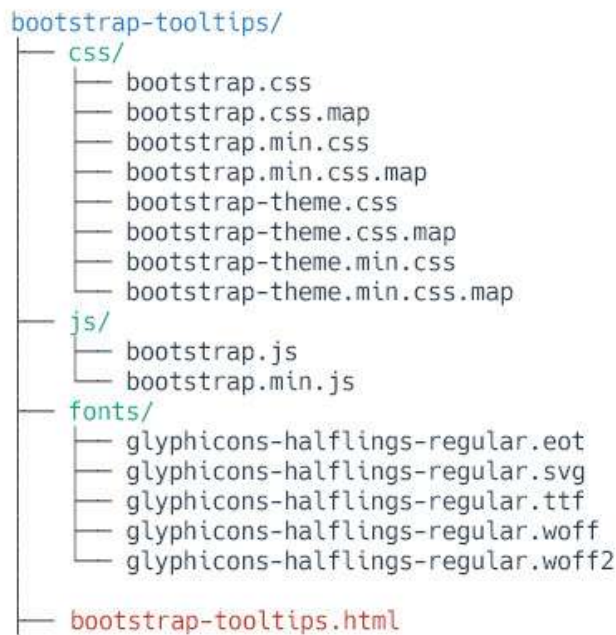 bootstrap-tooltips/
css/
bootstrap.css
bootstrap.css.map
bootstrap.min.css
bootstrap.min.css.map
bootstrap-theme.css
bootstrap-theme.css.map
bootstrap-theme.min.css
bootstrap-theme.min.css.map
js/
bootstrap.js
bootstrap.min.js
fonts/
glyphicons-halflings-regular.eot
glyphicons-halflings-regular.svg
glyphicons-halflings-regular.ttf
glyphicons-halflings-regular.woff
glyphicons-halflings-regular.woff2
bootstrap-tooltips.html